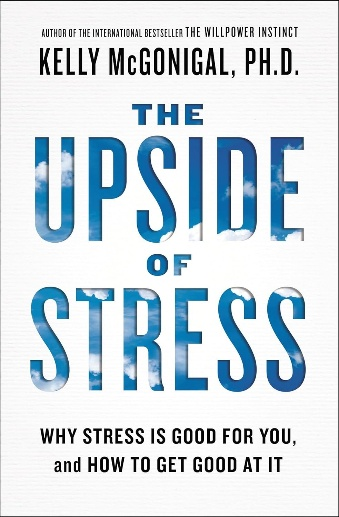 AUTHOR OF THE INTERNATIONAL BESTSELLER THE WILLPOWER INSTINCT
KELLY McGONIGAL, PH.D.
THE
UPSIDE
OF
STRESS
WHY STRESS IS GOOD FOR YOU,
and HOW TO GET GOOD AT IT